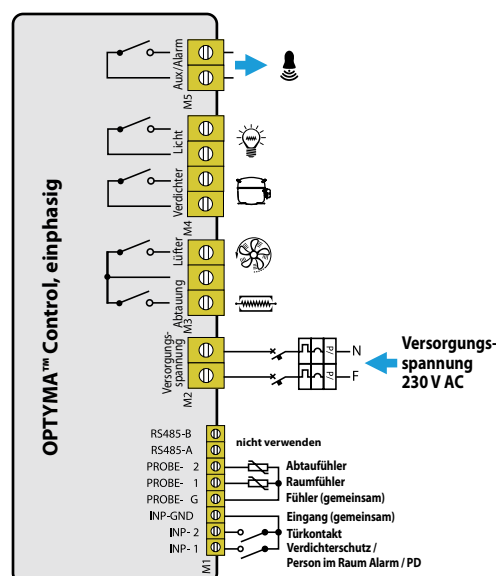 OPTYMA™ Control, einphasig
Aux/Alarm
M5
Licht
Verdichter
M4
Lüfter
Abtauung
M3
Versorgungs-
spannung
M2
N
F
Versorgungs-
spannung
230 V AC
RS485-B
nicht verwenden
RS485-A
PROBE- 2
Abtaufühler
PROBE- 1
Raumfühler
PROBE- G
Fühler (gemeinsam)
INP-GND
Eingang (gemeinsam)
INP- 2
Türkontakt
INP- 1
Verdichterschutz /
Person im Raum Alarm / PD
M1